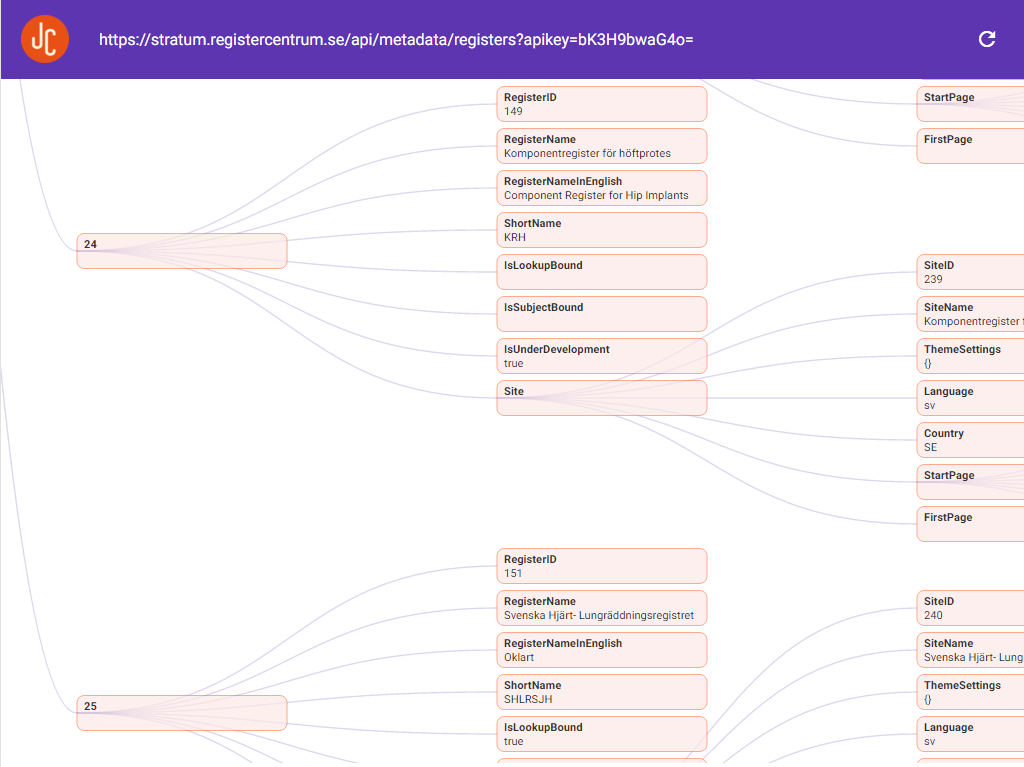 JC
https://stratum.registercentrum.se/api/metadata/registers?apikey=bK3H9bwaG4o=
24
RegisterID
149
RegisterName
Komponentregister för höftprotes
RegisterNameInEnglish
Component Register for Hip Implants
ShortName
KRH
IsLookupBound
IsSubjectBound
IsUnderDevelopment
true
Site
StartPage
FirstPage
SiteID
239
SiteName
Komponentregister f
ThemeSettings
{}
Language
sv
Country
SE
StartPage
FirstPage
25
RegisterID
151
RegisterName
Svenska Hjärt- Lungräddningsregistret
RegisterNameInEnglish
Oklart
ShortName
SHLRSJH
IsLookupBound
true
SiteID
240
SiteName
Svenska Hjärt- Lung
ThemeSettings
{}
Language
sv